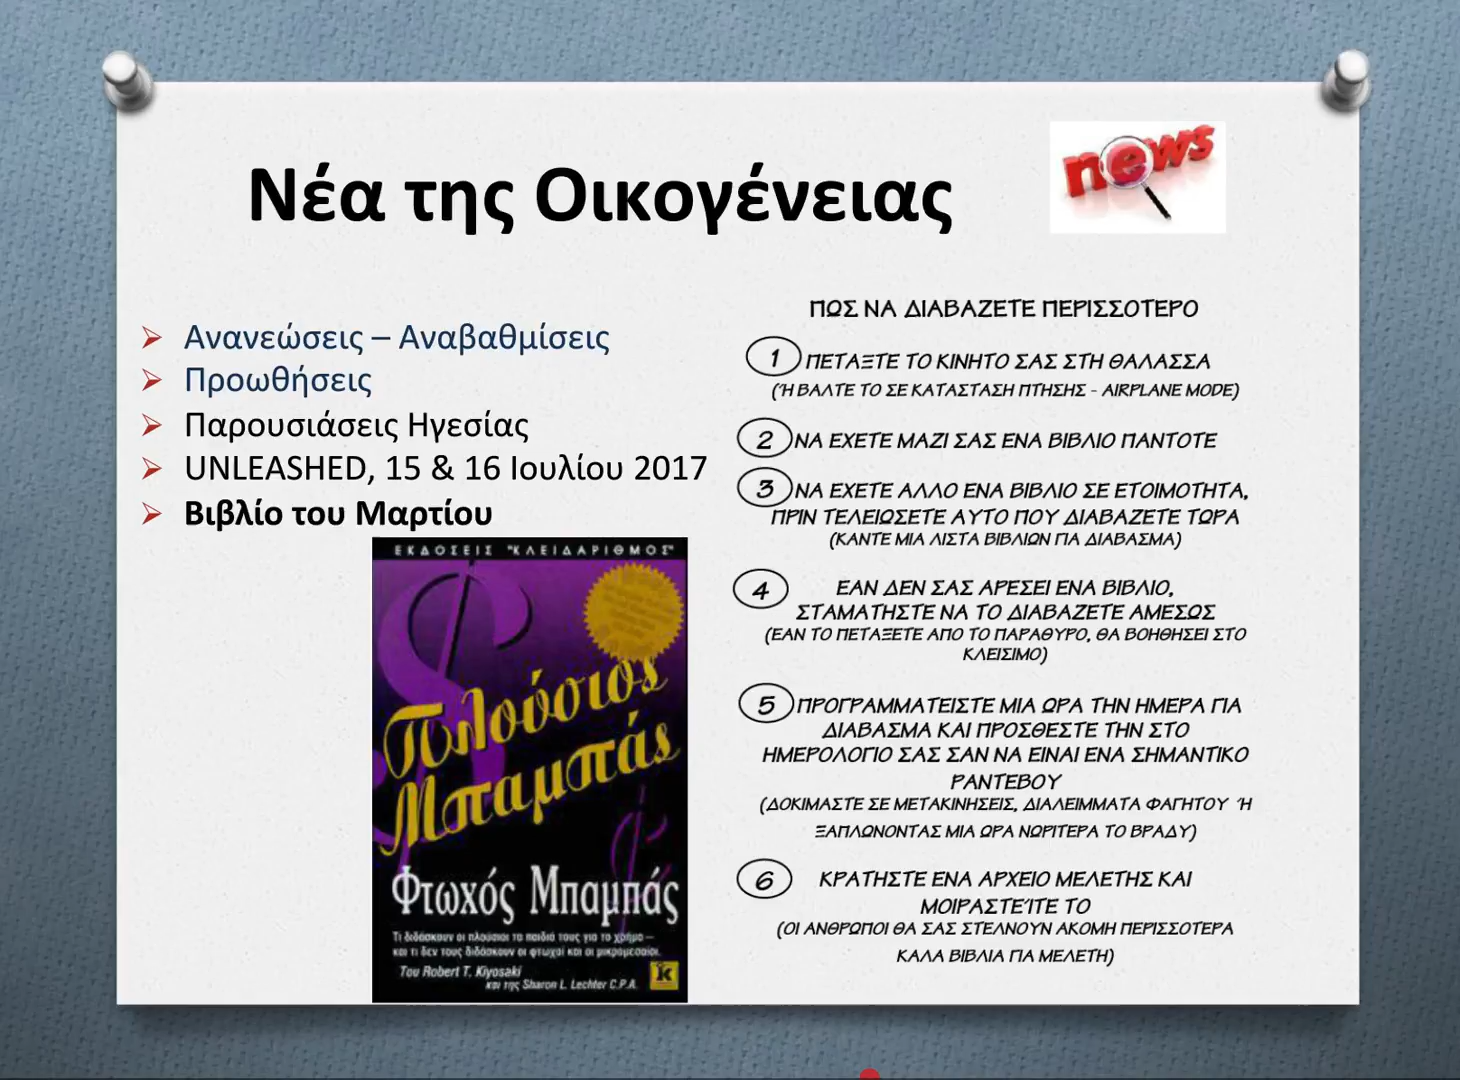 Νέα της Οικογένειας
news
Ανανεώσεις – Αναβαθμίσεις
Προωθήσεις
Παρουσιάσεις Ηγεσίας
UNLEASHED, 15 & 16 Ιουλίου 2017
Βιβλίο του Μαρτίου
ΕΚΔΟΣΕΙΣ "ΚΛΕΙΔΑΡΙΘΜΟΣ"
Πλούσιος
Μπαμπάς
Φτωχός Μπαμπάς
Τι διδάσκουν οι πλούσιοι τα παιδιά τους για το χρήμα –
και τι δεν τους διδάσκουν οι φτωχοί και οι μικρομεσαίοι.
Του Robert T. Kiyosaki
και της Sharon L. Lechter C.P.A.
ΠΩΣ ΝΑ ΔΙΑΒΑΖΕΤΕ ΠΕΡΙΣΣΟΤΕΡΟ
1 ΠΕΤΑΞΤΕ ΤΟ ΚΙΝΗΤΟ ΣΑΣ ΣΤΗ ΘΑΛΑΣΣΑ
(Ή ΒΑΛΤΕ ΤΟ ΣΕ ΚΑΤΑΣΤΑΣΗ ΠΤΗΣΗΣ - AIRPLANE MODE)
2 ΝΑ ΕΧΕΤΕ ΜΑΖΙ ΣΑΣ ΕΝΑ ΒΙΒΛΙΟ ΠΑΝΤΟΤΕ
3 ΝΑ ΕΧΕΤΕ ΑΛΛΟ ΕΝΑ ΒΙΒΛΙΟ ΣΕ ΕΤΟΙΜΟΤΗΤΑ,
ΠΡΙΝ ΤΕΛΕΙΩΣΕΤΕ ΑΥΤΟ ΠΟΥ ΔΙΑΒΑΖΕΤΕ ΤΩΡΑ
(ΚΑΝΤΕ ΜΙΑ ΛΙΣΤΑ ΒΙΒΛΙΩΝ ΓΙΑ ΔΙΑΒΑΣΜΑ)
4 ΕΑΝ ΔΕΝ ΣΑΣ ΑΡΕΣΕΙ ΕΝΑ ΒΙΒΛΙΟ,
ΣΤΑΜΑΤΗΣΤΕ ΝΑ ΤΟ ΔΙΑΒΑΖΕΤΕ ΑΜΕΣΩΣ
(ΕΑΝ ΤΟ ΠΕΤΑΞΕΤΕ ΑΠΟ ΤΟ ΠΑΡΑΘΥΡΟ, ΘΑ ΒΟΗΘΗΣΕΙ ΣΤΟ
ΚΛΕΙΣΙΜΟ)
5 ΠΡΟΓΡΑΜΜΑΤΕΙΣΤΕ ΜΙΑ ΩΡΑ ΤΗΝ ΗΜΕΡΑ ΓΙΑ
ΔΙΑΒΑΣΜΑ ΚΑΙ ΠΡΟΣΘΕΣΤΕ ΤΗΝ ΣΤΟ
ΗΜΕΡΟΛΟΓΙΟ ΣΑΣ ΣΑΝ ΝΑ ΕΙΝΑΙ ΕΝΑ ΣΗΜΑΝΤΙΚΟ
ΡΑΝΤΕΒΟΥ
(ΔΟΚΙΜΑΣΤΕ ΣΕ ΜΕΤΑΚΙΝΗΣΕΙΣ, ΔΙΑΛΕΙΜΜΑΤΑ ΦΑΓΗΤΟΥ Ή
ΞΑΠΛΩΝΟΝΤΑΣ ΜΙΑ ΩΡΑ ΝΩΡΙΤΕΡΑ ΤΟ ΒΡΑΔΥ)
6 ΚΡΑΤΗΣΤΕ ΕΝΑ ΑΡΧΕΙΟ ΜΕΛΕΤΗΣ ΚΑΙ
ΜΟΙΡΑΣΤΕΊΤΕ ΤΟ
(ΟΙ ΑΝΘΡΩΠΟΙ ΘΑ ΣΑΣ ΣΤΕΛΝΟΥΝ ΑΚΟΜΗ ΠΕΡΙΣΣΟΤΕΡΑ
ΚΑΛΑ ΒΙΒΛΙΑ ΓΙΑ ΜΕΛΕΤΗ)